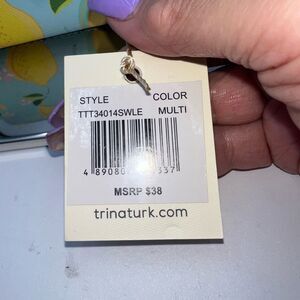 STYLE COLOR
TTT34014SWLE MULTI
MSRP $38
trinaturk.com